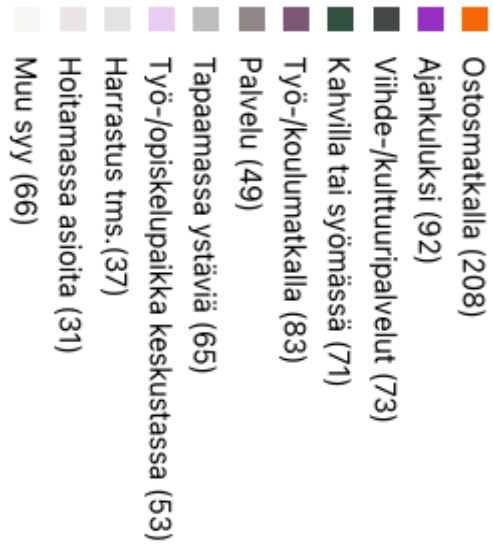 Ostosmatkalla (208)
Ajankuluksi (92)
Viihde-/kulttuuripalvelut (73)
Kahvilla tai syömässä (71)
Työ-/koulumatkalla (83)
Palvelu (49)
Tapaamassa ystäviä (65)
Työ-/opiskelupaikka keskustassa (53)
Harrastus tms.(37)
Hoitamassa asioita (31)
Muu syy (66)